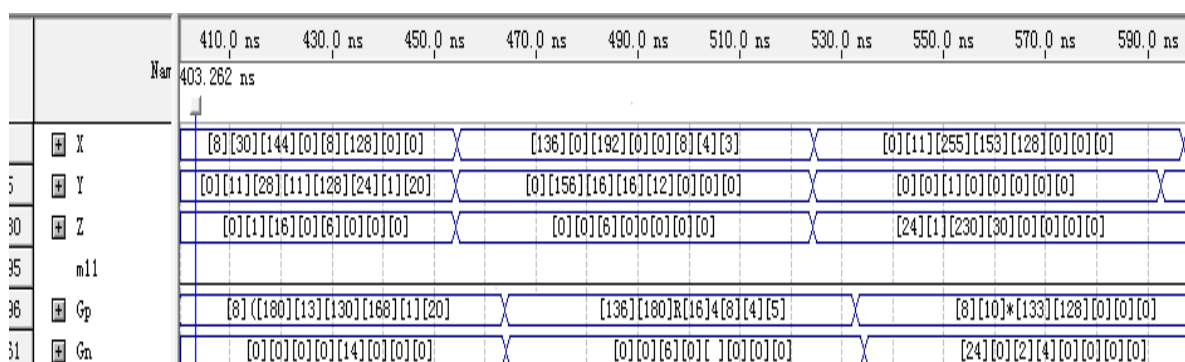 410.0 ns 430.0 ns 450.0 ns 470.0 ns 490.0 ns 510.0 ns 530.0 ns 550.0 ns 570.0 ns 590.0 ns
Nam
403.262 ns
X [8][30][144][0][8][128][0][0] [136][0][192][0][0][8][4][3] [0][11][255][153][128][0][0][0]
5 Y [0][11][28][11][128][24][1][20] [0][156][16][16][12][0][0][0] [0][0][1][0][0][0][0][0]
30 Z [0][1][16][0][6][0][0][0] [0][0][6][0][0][0][0][0] [24][1][230][30][0][0][0][0]
95 m11
96 Gp [8]([180][13][130][168][1][20] [136][180]R[16]4[8][4][5] [8][10]*[133][128][0][0][0]
61 Gn [0][0][0][0][14][0][0][0] [0][0][6][0][ ][0][0][0] [24][0][2][4][0][0][0][0]